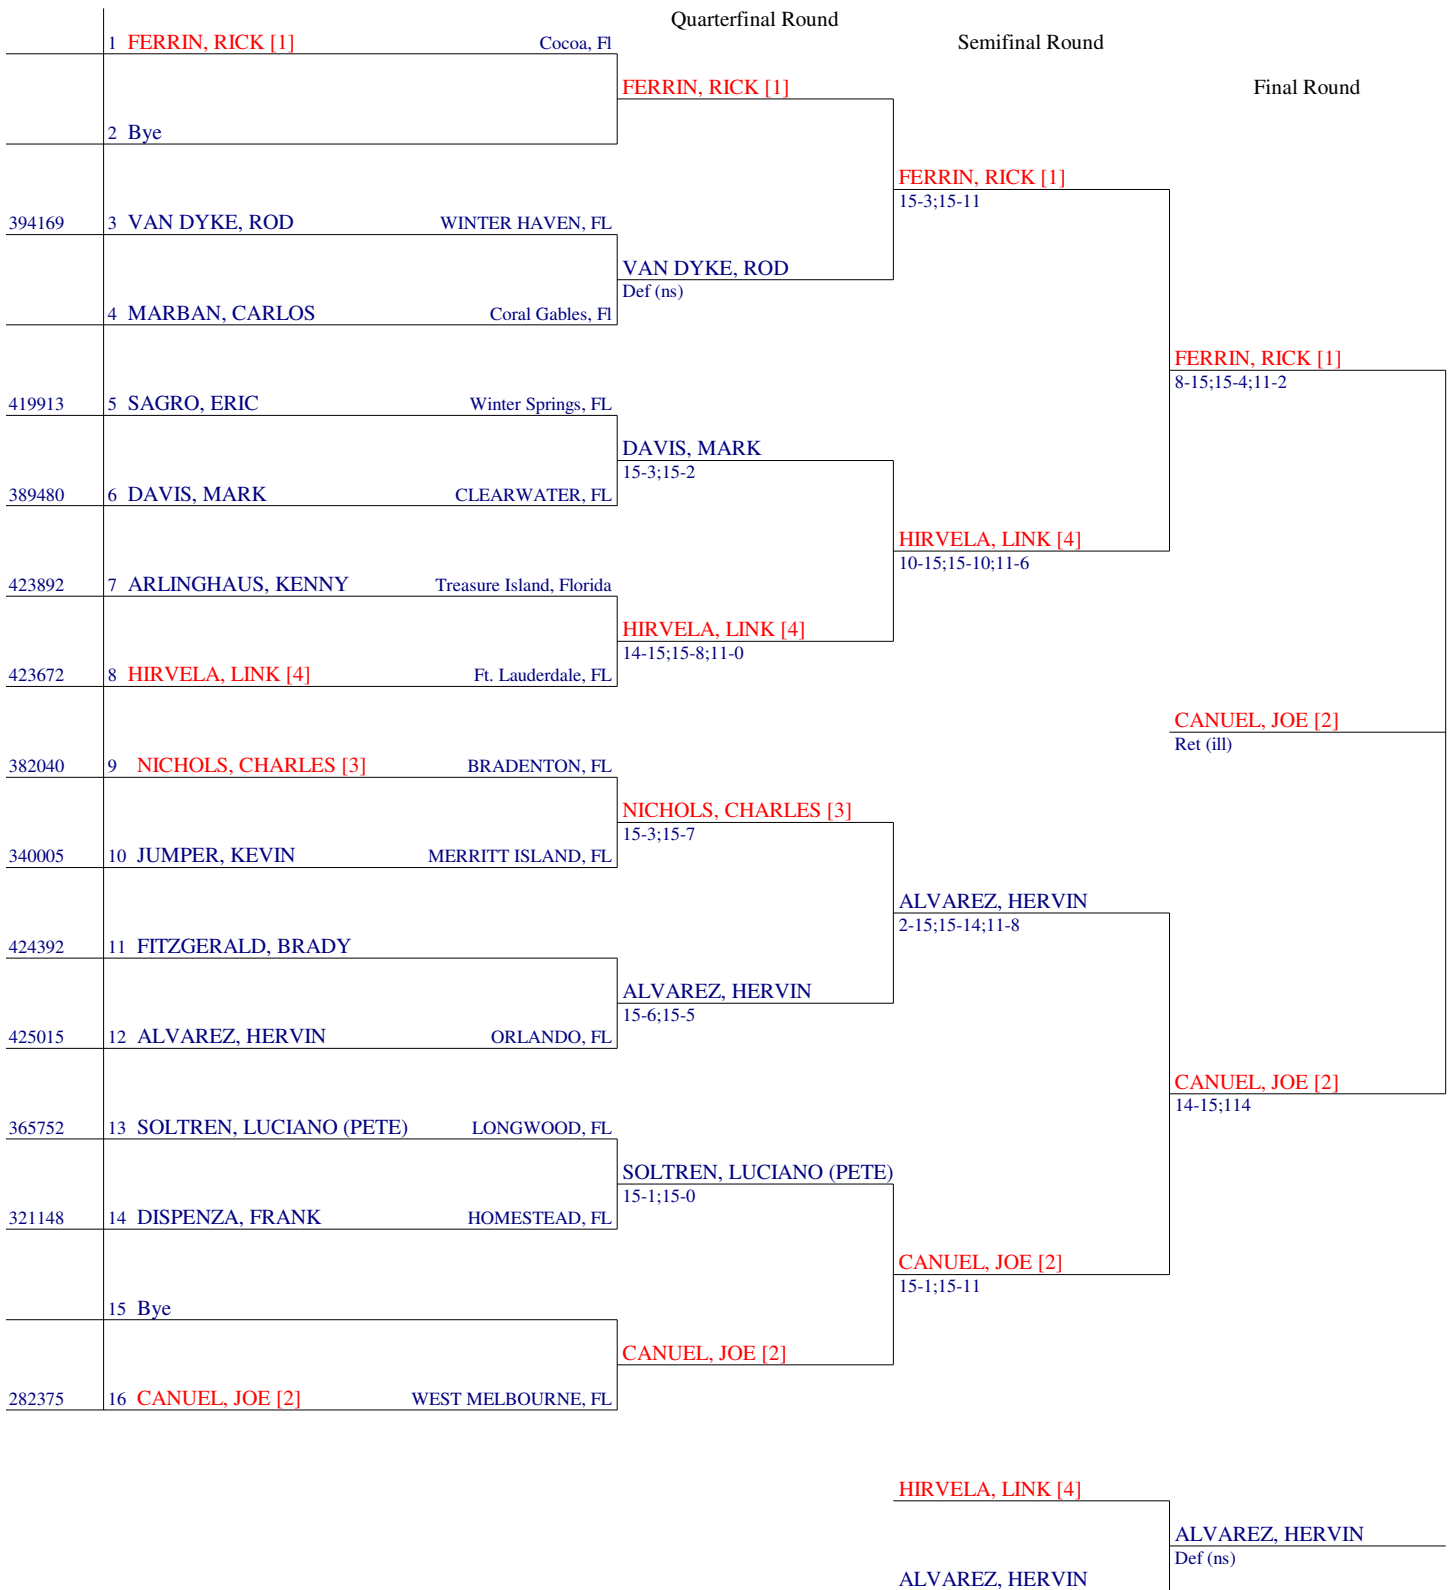 Quarterfinal Round
Semifinal Round
Final Round
1 FERRIN, RICK [1] Cocoa, Fl
FERRIN, RICK [1]
2 Bye
FERRIN, RICK [1]
15-3;15-11
394169 3 VAN DYKE, ROD WINTER HAVEN, FL
VAN DYKE, ROD
Def (ns)
4 MARBAN, CARLOS Coral Gables, Fl
FERRIN, RICK [1]
8-15;15-4;11-2
419913 5 SAGRO, ERIC Winter Springs, FL
DAVIS, MARK
15-3;15-2
389480 6 DAVIS, MARK CLEARWATER, FL
HIRVELA, LINK [4]
10-15;15-10;11-6
423892 7 ARLINGHAUS, KENNY Treasure Island, Florida
HIRVELA, LINK [4]
14-15;15-8;11-0
423672 8 HIRVELA, LINK [4] Ft. Lauderdale, FL
CANUEL, JOE [2]
Ret (ill)
382040 9 NICHOLS, CHARLES [3] BRADENTON, FL
NICHOLS, CHARLES [3]
15-3;15-7
340005 10 JUMPER, KEVIN MERRITT ISLAND, FL
ALVAREZ, HERVIN
2-15;15-14;11-8
424392 11 FITZGERALD, BRADY
ALVAREZ, HERVIN
15-6;15-5
425015 12 ALVAREZ, HERVIN ORLANDO, FL
CANUEL, JOE [2]
14-15;114
365752 13 SOLTREN, LUCIANO (PETE) LONGWOOD, FL
SOLTREN, LUCIANO (PETE)
15-1;15-0
321148 14 DISPENZA, FRANK HOMESTEAD, FL
CANUEL, JOE [2]
15-1;15-11
15 Bye
CANUEL, JOE [2]
282375 16 CANUEL, JOE [2] WEST MELBOURNE, FL
HIRVELA, LINK [4]
ALVAREZ, HERVIN
Def (ns)
ALVAREZ, HERVIN